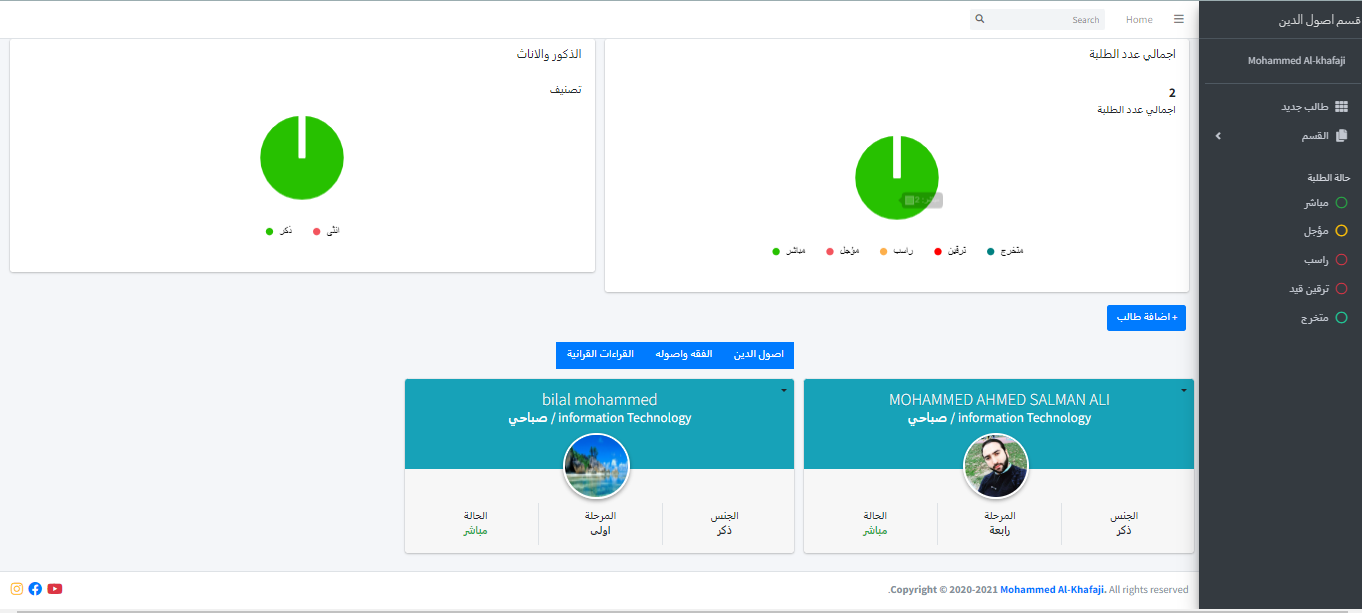 قسم اصول الدين
Mohammed Al-khafaji
طالب جديد
القسم
حالة الطلبة
مباشر
مؤجل
راسب
ترقين قيد
متخرج
Home
Search
اجمالي عدد الطلبة
2
اجمالي عدد الطلبة
متخرج
ترقين
راسب
مؤجل
مباشر
الذكور والاناث
تصنيف
انثى
ذكر
+ اضافة طالب
اصول الدين
الفقه واصوله
القراءات القرانية
MOHAMMED AHMED SALMAN ALI
صباحي / information Technology
الجنس
ذكر
المرحلة
رابعة
الحالة
مباشر
bilal mohammed
صباحي / information Technology
الجنس
ذكر
المرحلة
اولى
الحالة
مباشر
.Copyright © 2020-2021 Mohammed Al-Khafaji. All rights reserved